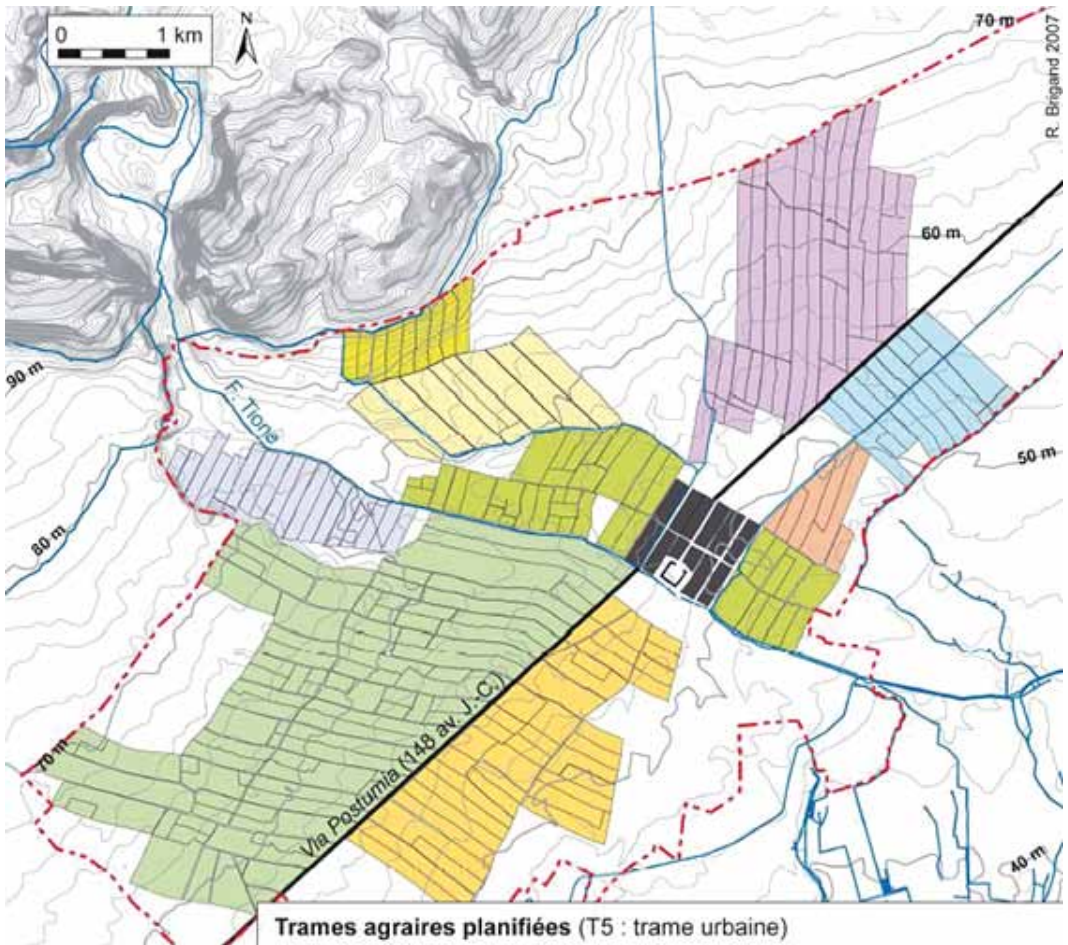 0 1 km
N
70 m
R. Brigand 2007
60 m
90 m
F. Tione
50 m
80 m
Via Postumia (148 av. J.-C.)
70 m
40 m
Trames agraires planifiées (T5 : trame urbaine)